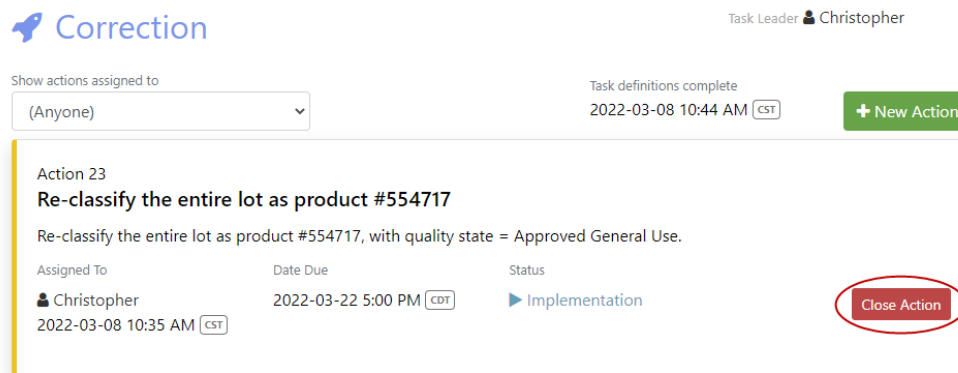 Correction
Task Leader Christopher
Show actions assigned to
(Anyone)
Task definitions complete
2022-03-08 10:44 AM CST
+ New Action
Action 23
Re-classify the entire lot as product #554717
Re-classify the entire lot as product #554717, with quality state = Approved General Use.
Assigned To
Christopher
2022-03-08 10:35 AM CST
Date Due
2022-03-22 5:00 PM CDT
Status
Implementation
Close Action